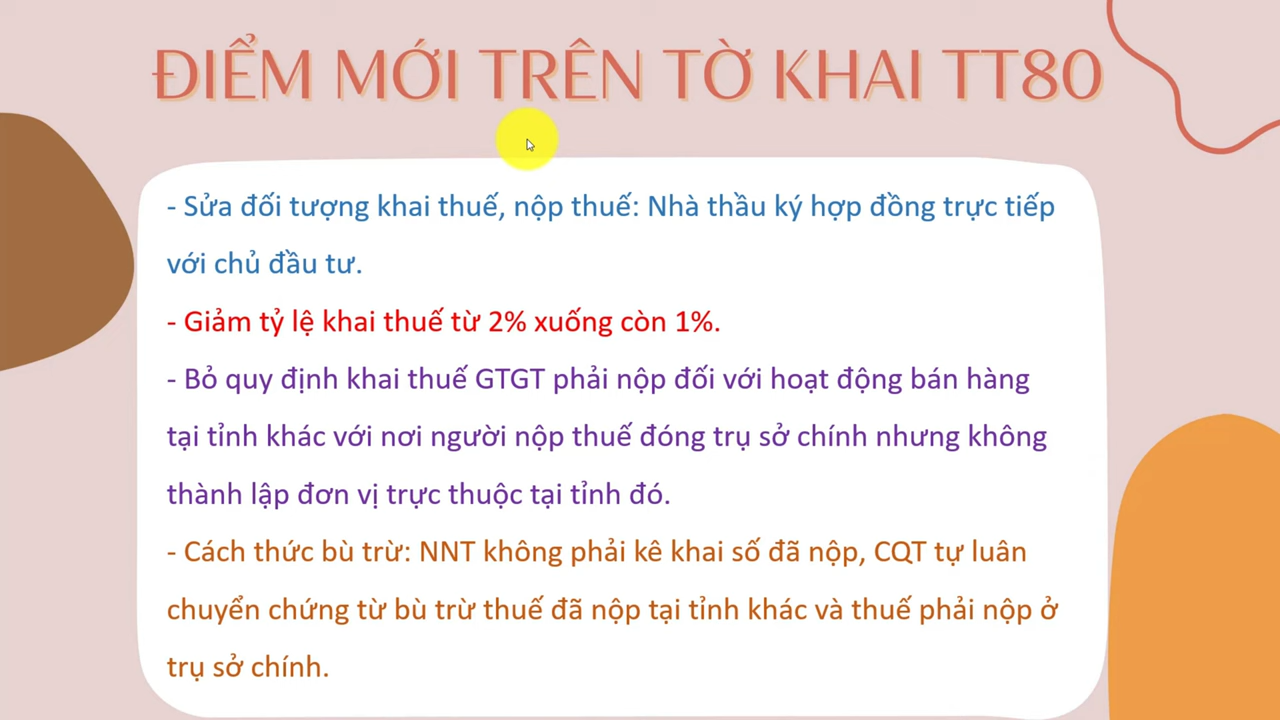 ĐIỂM MỚI TRÊN TỜ KHAI TT80
- Sửa đối tượng khai thuế, nộp thuế: Nhà thầu ký hợp đồng trực tiếp
với chủ đầu tư.
- Giảm tỷ lệ khai thuế từ 2% xuống còn 1%.
- Bỏ quy định khai thuế GTGT phải nộp đối với hoạt động bán hàng
tại tỉnh khác với nơi người nộp thuế đóng trụ sở chính nhưng không
thành lập đơn vị trực thuộc tại tỉnh đó.
- Cách thức bù trừ: NNT không phải kê khai số đã nộp, CQT tự luân
chuyển chứng từ bù trừ thuế đã nộp tại tỉnh khác và thuế phải nộp ở
trụ sở chính.